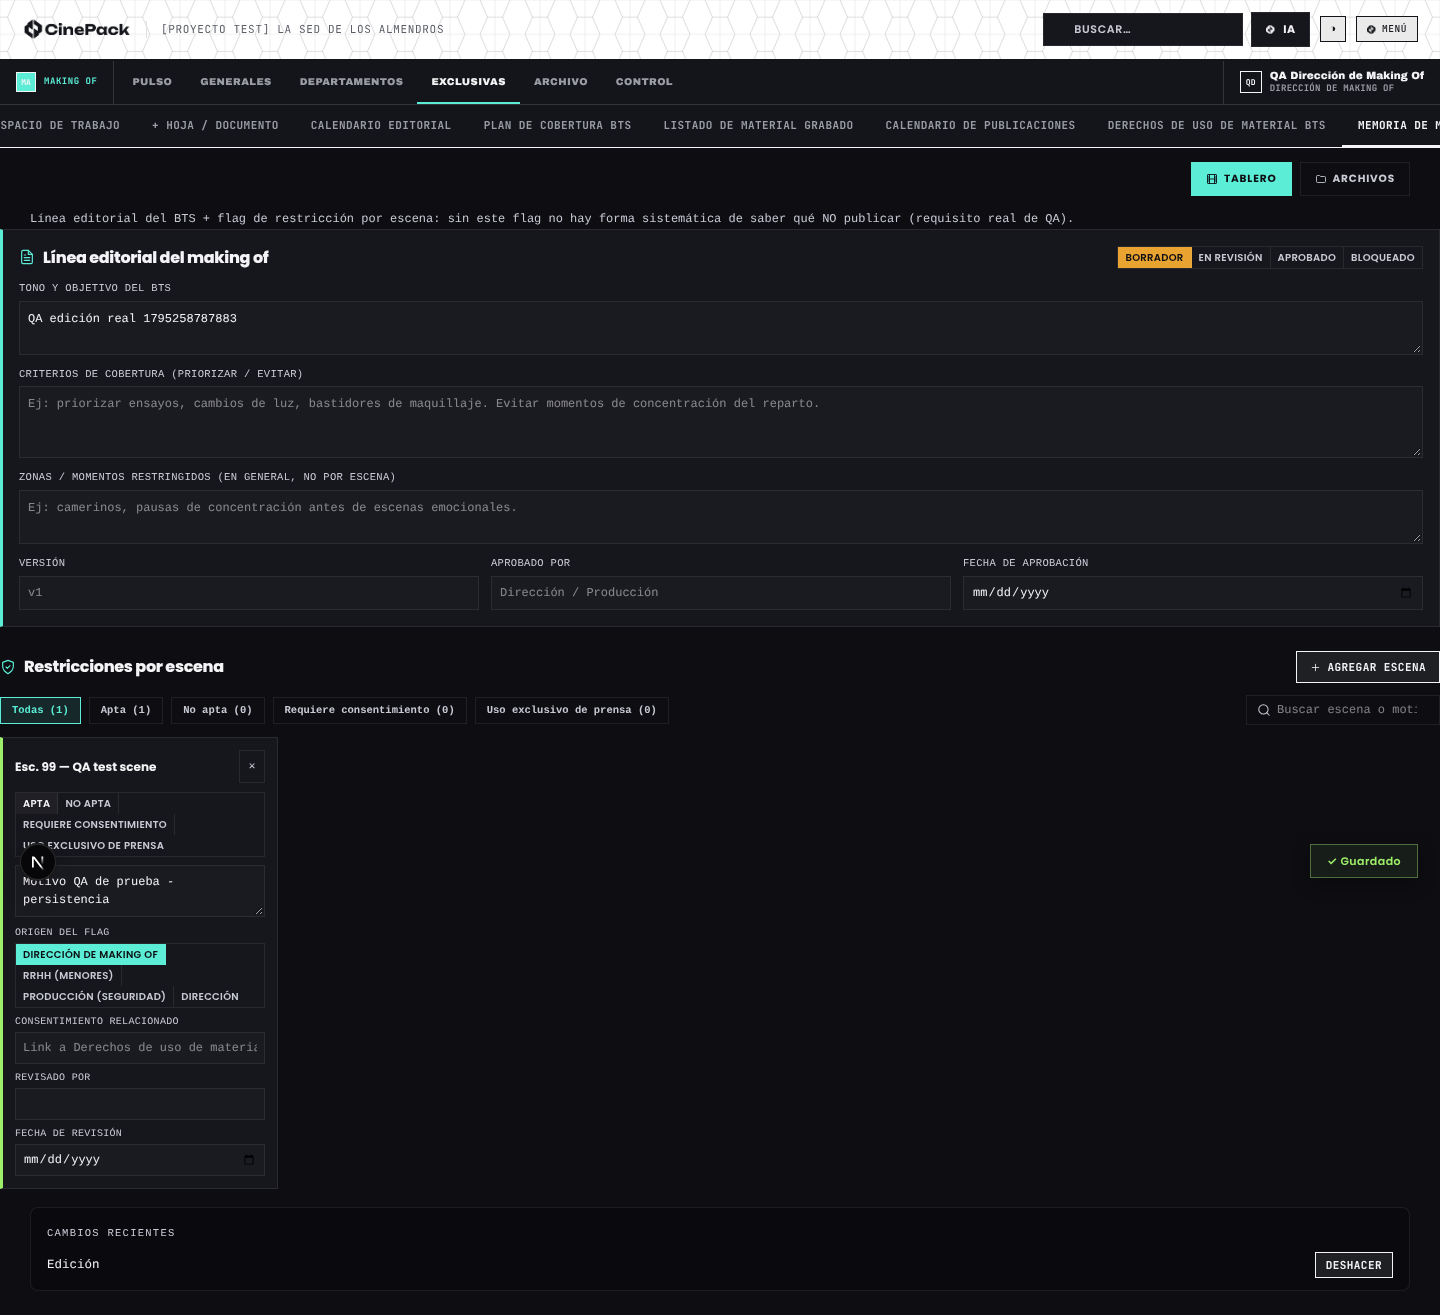 CinePack
[PROYECTO TEST] LA SED DE LOS ALMENDROS
BUSCAR…
IA
MENÚ
MA
MAKING OF
PULSO
GENERALES
DEPARTAMENTOS
EXCLUSIVAS
ARCHIVO
CONTROL
QD
QA Dirección de Making Of
DIRECCIÓN DE MAKING OF
SPACIO DE TRABAJO
+ HOJA / DOCUMENTO
CALENDARIO EDITORIAL
PLAN DE COBERTURA BTS
LISTADO DE MATERIAL GRABADO
CALENDARIO DE PUBLICACIONES
DERECHOS DE USO DE MATERIAL BTS
MEMORIA DE M
TABLERO
ARCHIVOS
Línea editorial del BTS + flag de restricción por escena: sin este flag no hay forma sistemática de saber qué NO publicar (requisito real de QA).
Línea editorial del making of
BORRADOR
EN REVISIÓN
APROBADO
BLOQUEADO
TONO Y OBJETIVO DEL BTS
QA edición real 1795258787883
CRITERIOS DE COBERTURA (PRIORIZAR / EVITAR)
Ej: priorizar ensayos, cambios de luz, bastidores de maquillaje. Evitar momentos de concentración del reparto.
ZONAS / MOMENTOS RESTRINGIDOS (EN GENERAL, NO POR ESCENA)
Ej: camerinos, pausas de concentración antes de escenas emocionales.
VERSIÓN
APROBADO POR
FECHA DE APROBACIÓN
v1
Dirección / Producción
mm/dd/yyyy
Restricciones por escena
+ AGREGAR ESCENA
Todas (1)
Apta (1)
No apta (0)
Requiere consentimiento (0)
Uso exclusivo de prensa (0)
Buscar escena o moti
Esc. 99 — QA test scene
×
APTA
NO APTA
REQUIERE CONSENTIMIENTO
EXCLUSIVO DE PRENSA
N
Motivo QA de prueba -
persistencia
✓ Guardado
ORIGEN DEL FLAG
DIRECCIÓN DE MAKING OF
RRHH (MENORES)
PRODUCCIÓN (SEGURIDAD)
DIRECCIÓN
CONSENTIMIENTO RELACIONADO
Link a Derechos de uso de materia
REVISADO POR
FECHA DE REVISIÓN
mm/dd/yyyy
CAMBIOS RECIENTES
Edición
DESHACER